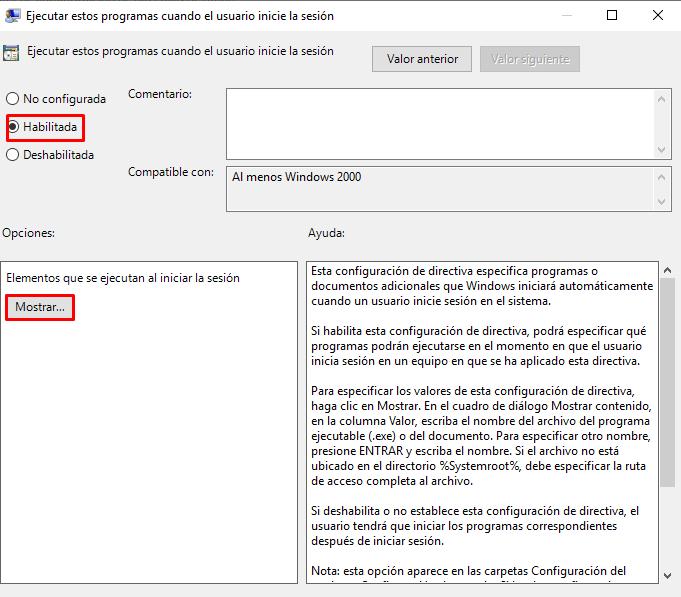 Ejecutar estos programas cuando el usuario inicie la sesión
Ejecutar estos programas cuando el usuario inicie la sesión
Valor anterior
Valor siguiente
No configurada
Habilitada
Deshabilitada
Comentario:
Compatible con:
Al menos Windows 2000
Opciones:
Ayuda:
Elementos que se ejecutan al iniciar la sesión
Mostrar...
Esta configuración de directiva especifica programas o
documentos adicionales que Windows iniciará automáticamente
cuando un usuario inicie sesión en el sistema.
Si habilita esta configuración de directiva, podrá especificar qué
programas podrán ejecutarse en el momento en que el usuario
inicia sesión en un equipo en que se ha aplicado esta directiva.
Para especificar los valores de esta configuración de directiva,
haga clic en Mostrar. En el cuadro de diálogo Mostrar contenido,
en la columna Valor, escriba el nombre del archivo del programa
ejecutable (.exe) o del documento. Para especificar otro nombre,
presione ENTRAR y escriba el nombre. Si el archivo no está
ubicado en el directorio %Systemroot%, debe especificar la ruta
de acceso completa al archivo.
Si deshabilita o no establece esta configuración de directiva, el
usuario tendrá que iniciar los programas correspondientes
después de iniciar sesión.
Nota: esta opción aparece en las carpetas Configuración del